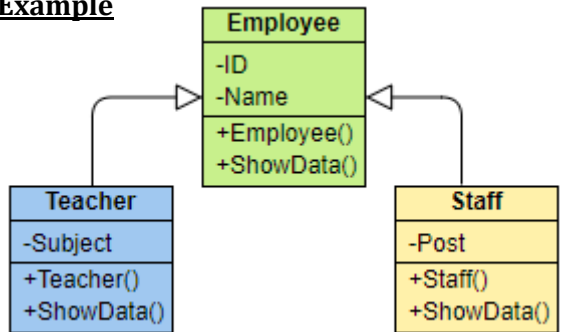 Example
Employee
-ID
-Name
+Employee()
+ShowData()
Teacher
-Subject
+Teacher()
+ShowData()
Staff
-Post
+Staff()
+ShowData()